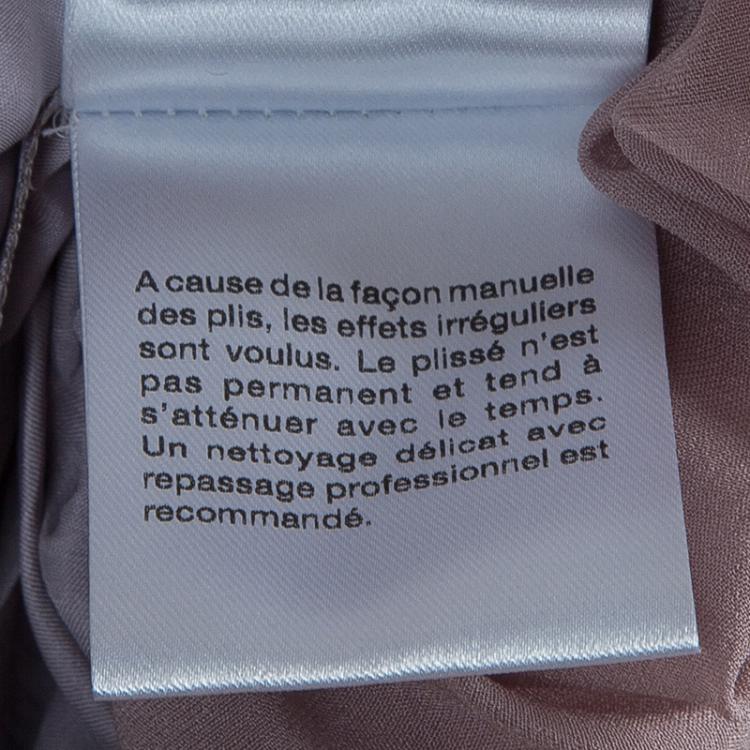 A cause de la façon manuelle
des plis, les effets irréguliers
sont voulus. Le plissé n'est
pas permanent et tend à
s'atténuer avec le temps.
Un nettoyage délicat avec
repassage professionnel est
recommandé.